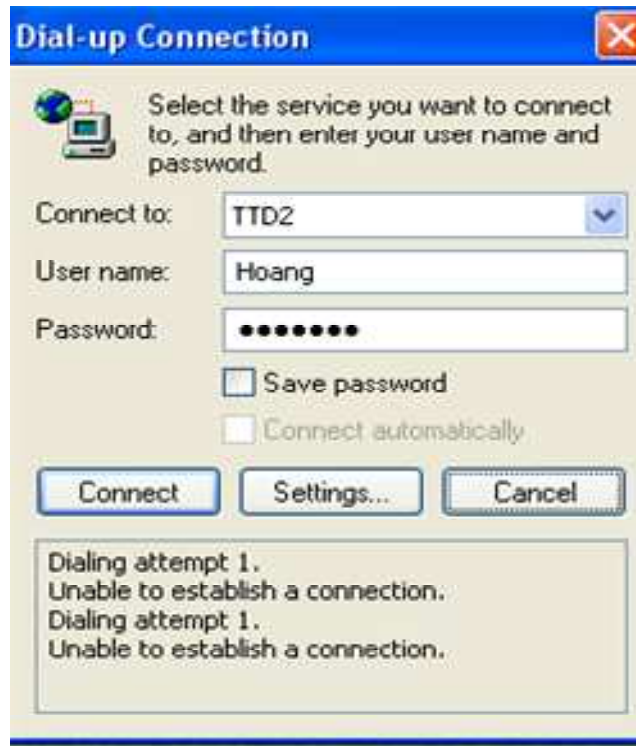 Dial-up Connection
Select the service you want to connect
to, and then enter your user name and
password.
Connect to: TTD2
User name: Hoang
Password: •••••••
Save password
Connect automatically
Connect Settings... Cancel
Dialing attempt 1.
Unable to establish a connection.
Dialing attempt 1.
Unable to establish a connection.